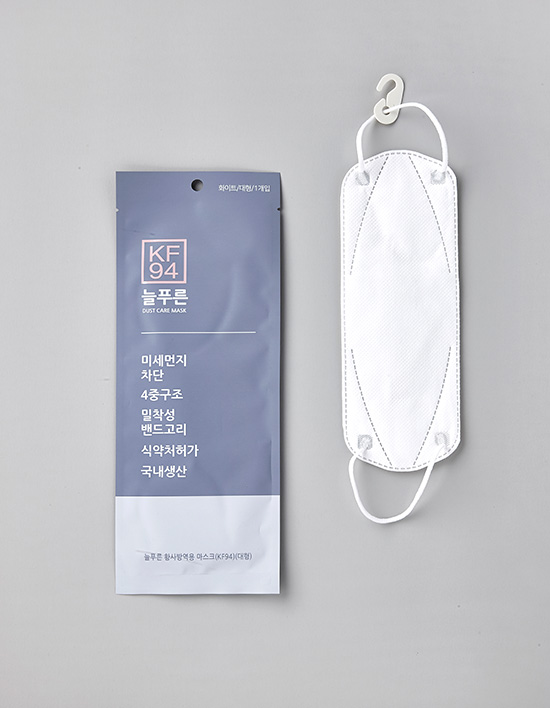 화이트/대형/1개입
KF
94
늘푸른
DUST CARE MASK
미세먼지
차단
4중구조
밀착성
밴드고리
식약처허가
국내생산
늘푸른 황사방역용 마스크(KF94)(대형)